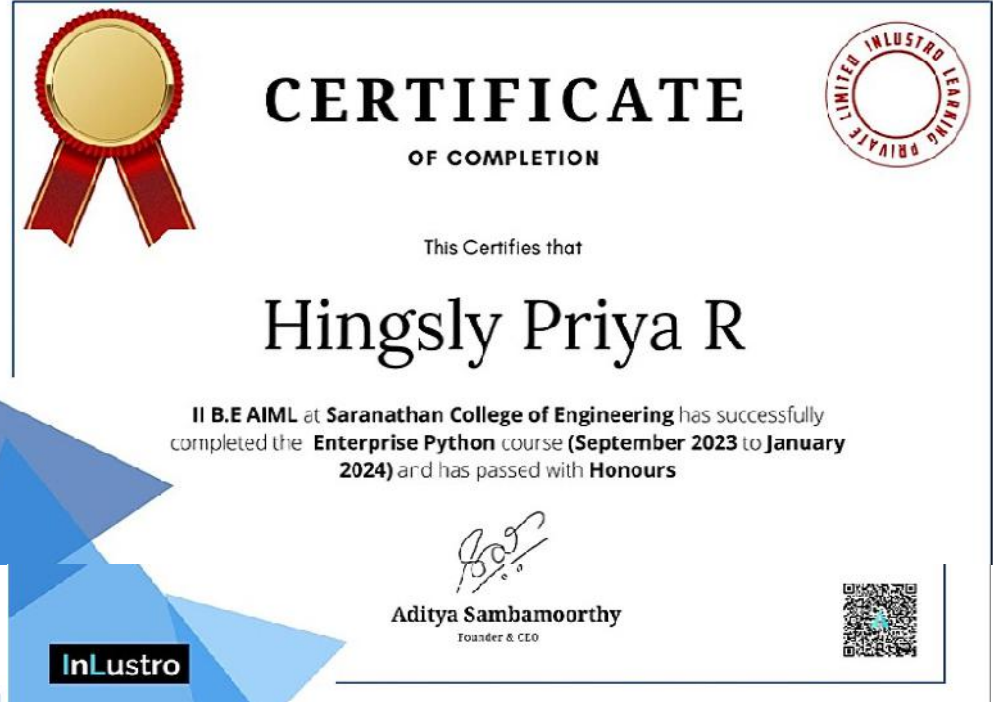 CERTIFICATE
OF COMPLETION
INLUSTRO LEARNING PRIVATE LIMITED
This Certifies that
Hingsly Priya R
II B.E AIML at Saranathan College of Engineering has successfully
completed the Enterprise Python course (September 2023 to January
2024) and has passed with Honours
Aditya Sambamoorthy
Founder & CEO
InLustro